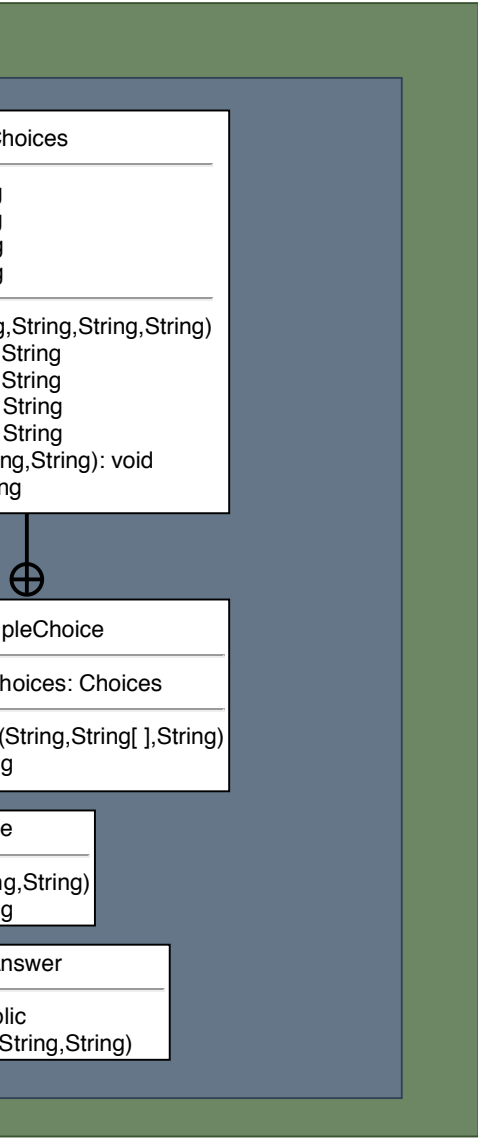 hoices
g
g
g
g
g,String,String,String)
String
String
String
String
ng,String): void
ng
pleChoice
hoices: Choices
(String,String[ ],String)
g
e
ng,String)
g
nswer
blic
String,String)